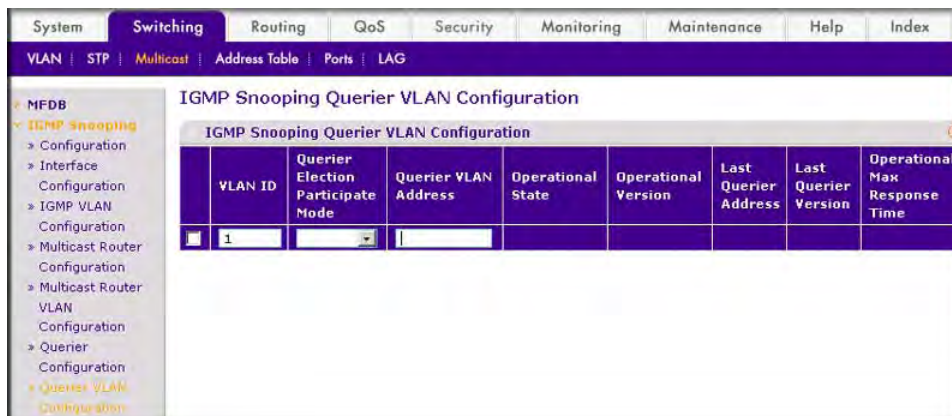 System Switching Routing QoS Security Monitoring Maintenance Help Index
VLAN STP Multicast Address Table Ports LAG
MFDB
IGMP Snooping
» Configuration
» Interface
Configuration
» IGMP VLAN
Configuration
» Multicast Router
Configuration
» Multicast Router
VLAN
Configuration
» Querier
Configuration
» Querier VLAN
Configuration
IGMP Snooping Querier VLAN Configuration
IGMP Snooping Querier VLAN Configuration
VLAN ID
Querier
Election
Participate
Mode
Querier VLAN
Address
Operational
State
Operational
Version
Last
Querier
Address
Last
Querier
Version
Operationa
Max
Response
Time
1